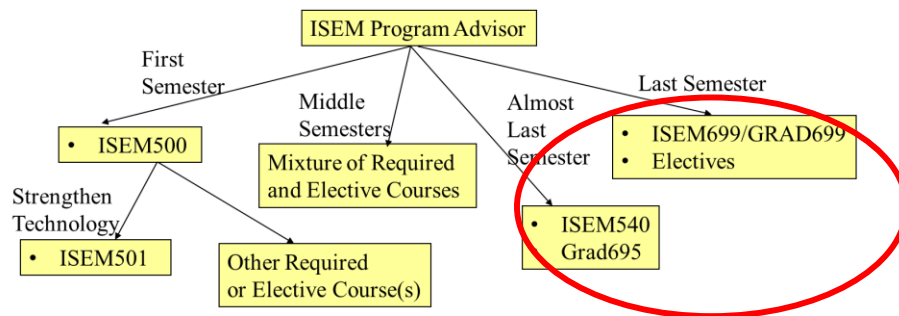 ISEM Program Advisor
First
Semester
Middle
Semesters
Almost
Last
Semester
Last Semester
• ISEM500
Mixture of Required
and Elective Courses
• ISEM699/GRAD699
• Electives
Strengthen
Technology
• ISEM501
Other Required
or Elective Course(s)
• ISEM540
Grad695